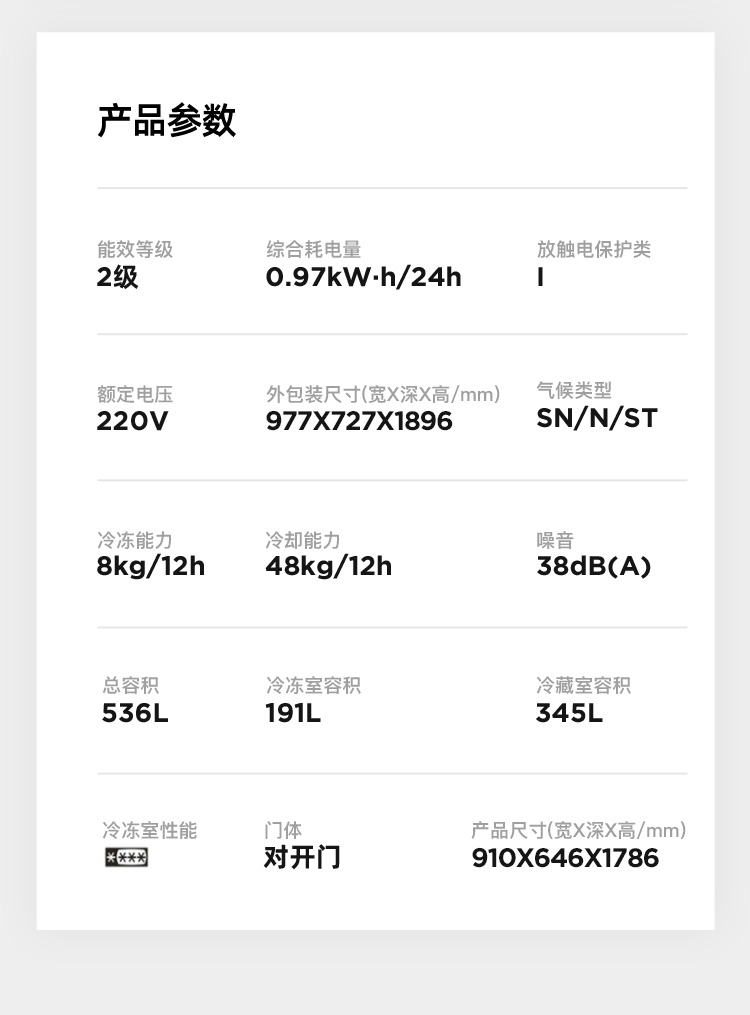 产品参数
能效等级 综合耗电量 放触电保护类
2级 0.97kW·h/24h I
额定电压 外包装尺寸(宽X深X高/mm) 气候类型
220V 977X727X1896 SN/N/ST
冷冻能力 冷却能力 噪音
8kg/12h 48kg/12h 38dB(A)
总容积 冷冻室容积 冷藏室容积
536L 191L 345L
冷冻室性能 门体 产品尺寸(宽X深X高/mm)
**** 对开门 910X646X1786